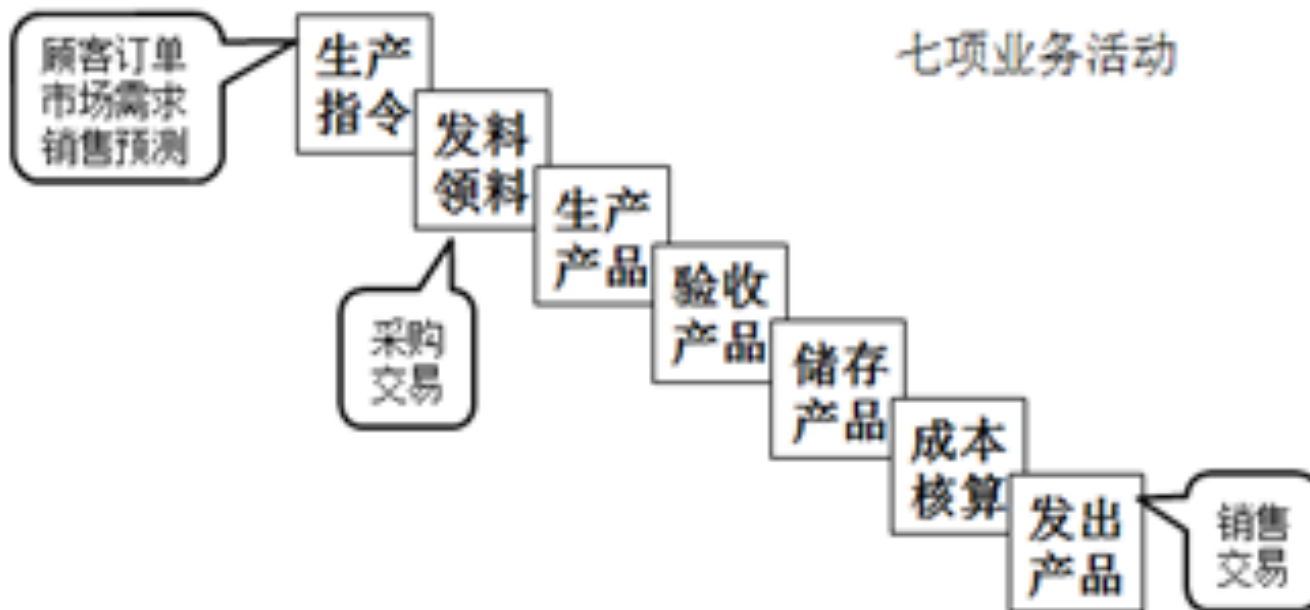 七项业务活动
顾客订单
市场需求
销售预测
生产
指令
发料
领料
采购
交易
生产
产品
验收
产品
储存
产品
成本
核算
发出
产品
销售
交易